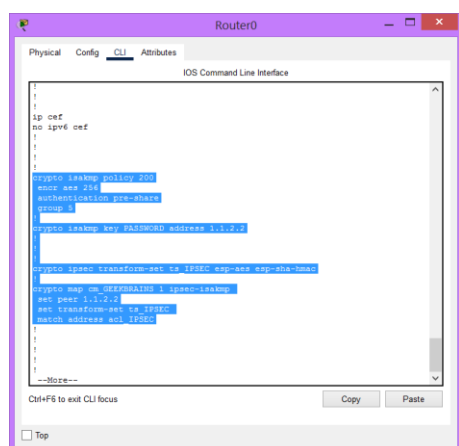 Router0
Physical Config CLI Attributes
IOS Command Line Interface
!
!
!
ip cef
no ipv6 cef
!
!
!
!
crypto isakmp policy 200
encr aes 256
authentication pre-share
group 5
!
crypto isakmp key PASSWORD address 1.1.2.2
!
!
!
crypto ipsec transform-set ts_IPSEC esp-aes esp-sha-hmac
!
crypto map cm_GEEKBRAINS 1 ipsec-isakmp
set peer 1.1.2.2
set transform-set ts_IPSEC
match address acl_IPSEC
!
!
!
!
!
--More--
Ctrl+F6 to exit CLI focus
Copy Paste
Top